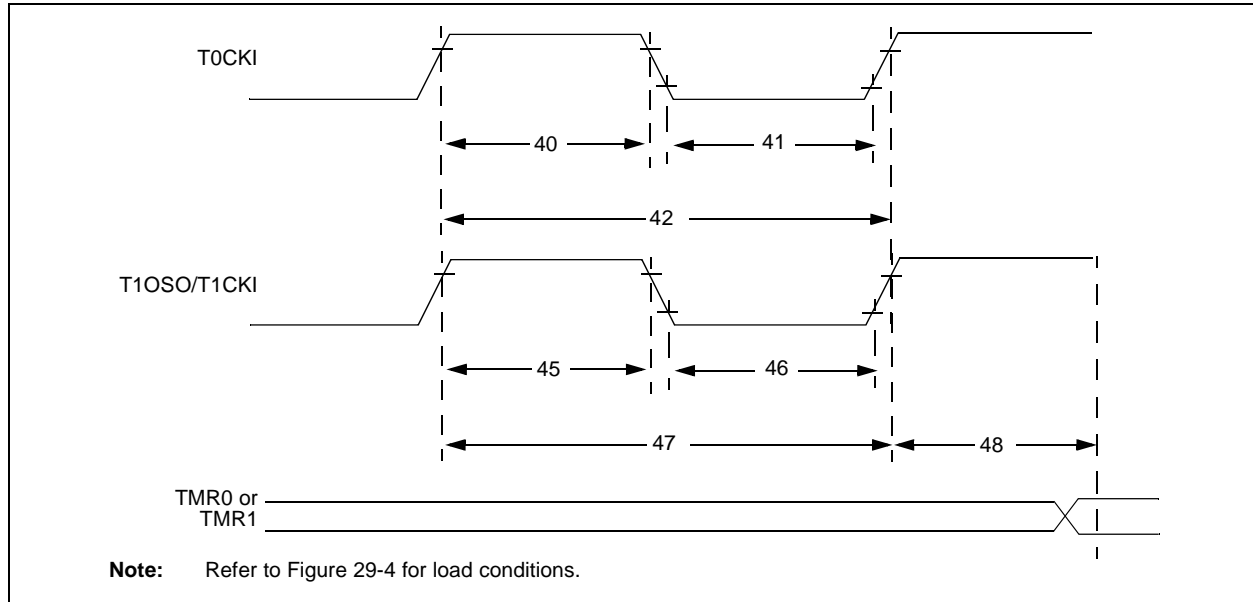 T0CKI
40
41
42
T1OSO/T1CKI
45
46
47
48
TMR0 or
TMR1
Note: Refer to Figure 29-4 for load conditions.